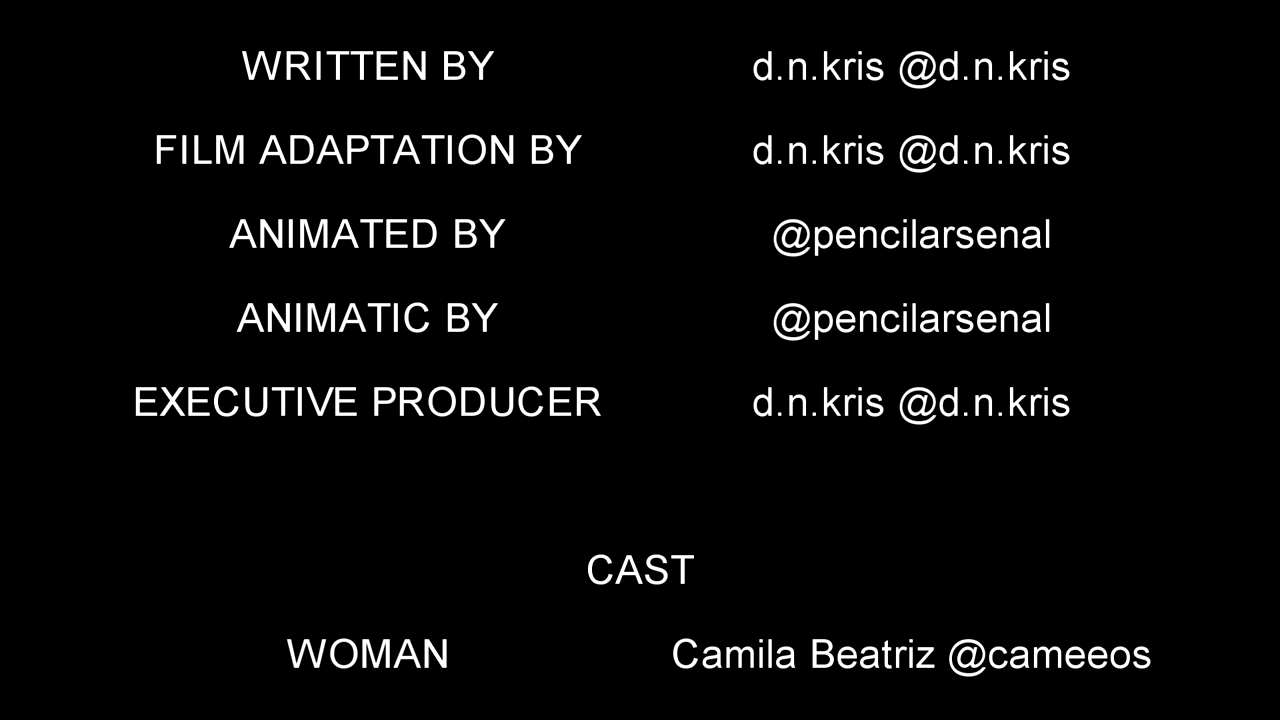 WRITTEN BY d.n.kris @d.n.kris
FILM ADAPTATION BY d.n.kris @d.n.kris
ANIMATED BY @pencilarsenal
ANIMATIC BY @pencilarsenal
EXECUTIVE PRODUCER d.n.kris @d.n.kris
CAST
WOMAN Camila Beatriz @cameeos